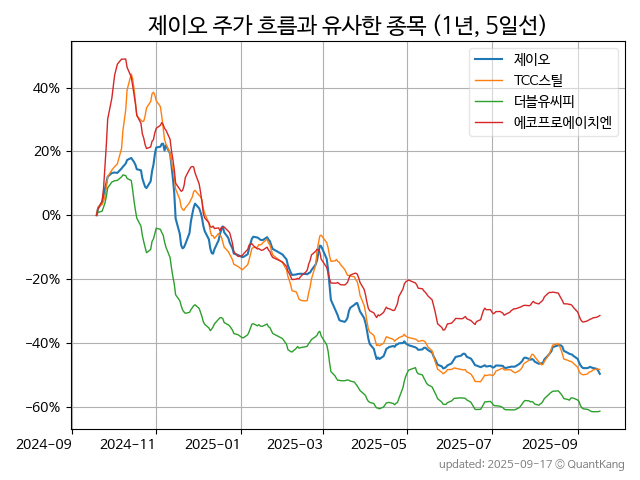 제이오 주가 흐름과 유사한 종목 (1년, 5일선)
제이오
TCC스틸
더블유씨피
에코프로에이치엔
40%
20%
0%
−20%
−40%
−60%
2024-09
2024-11
2025-01
2025-03
2025-05
2025-07
2025-09
updated: 2025-09-17 © QuantKang